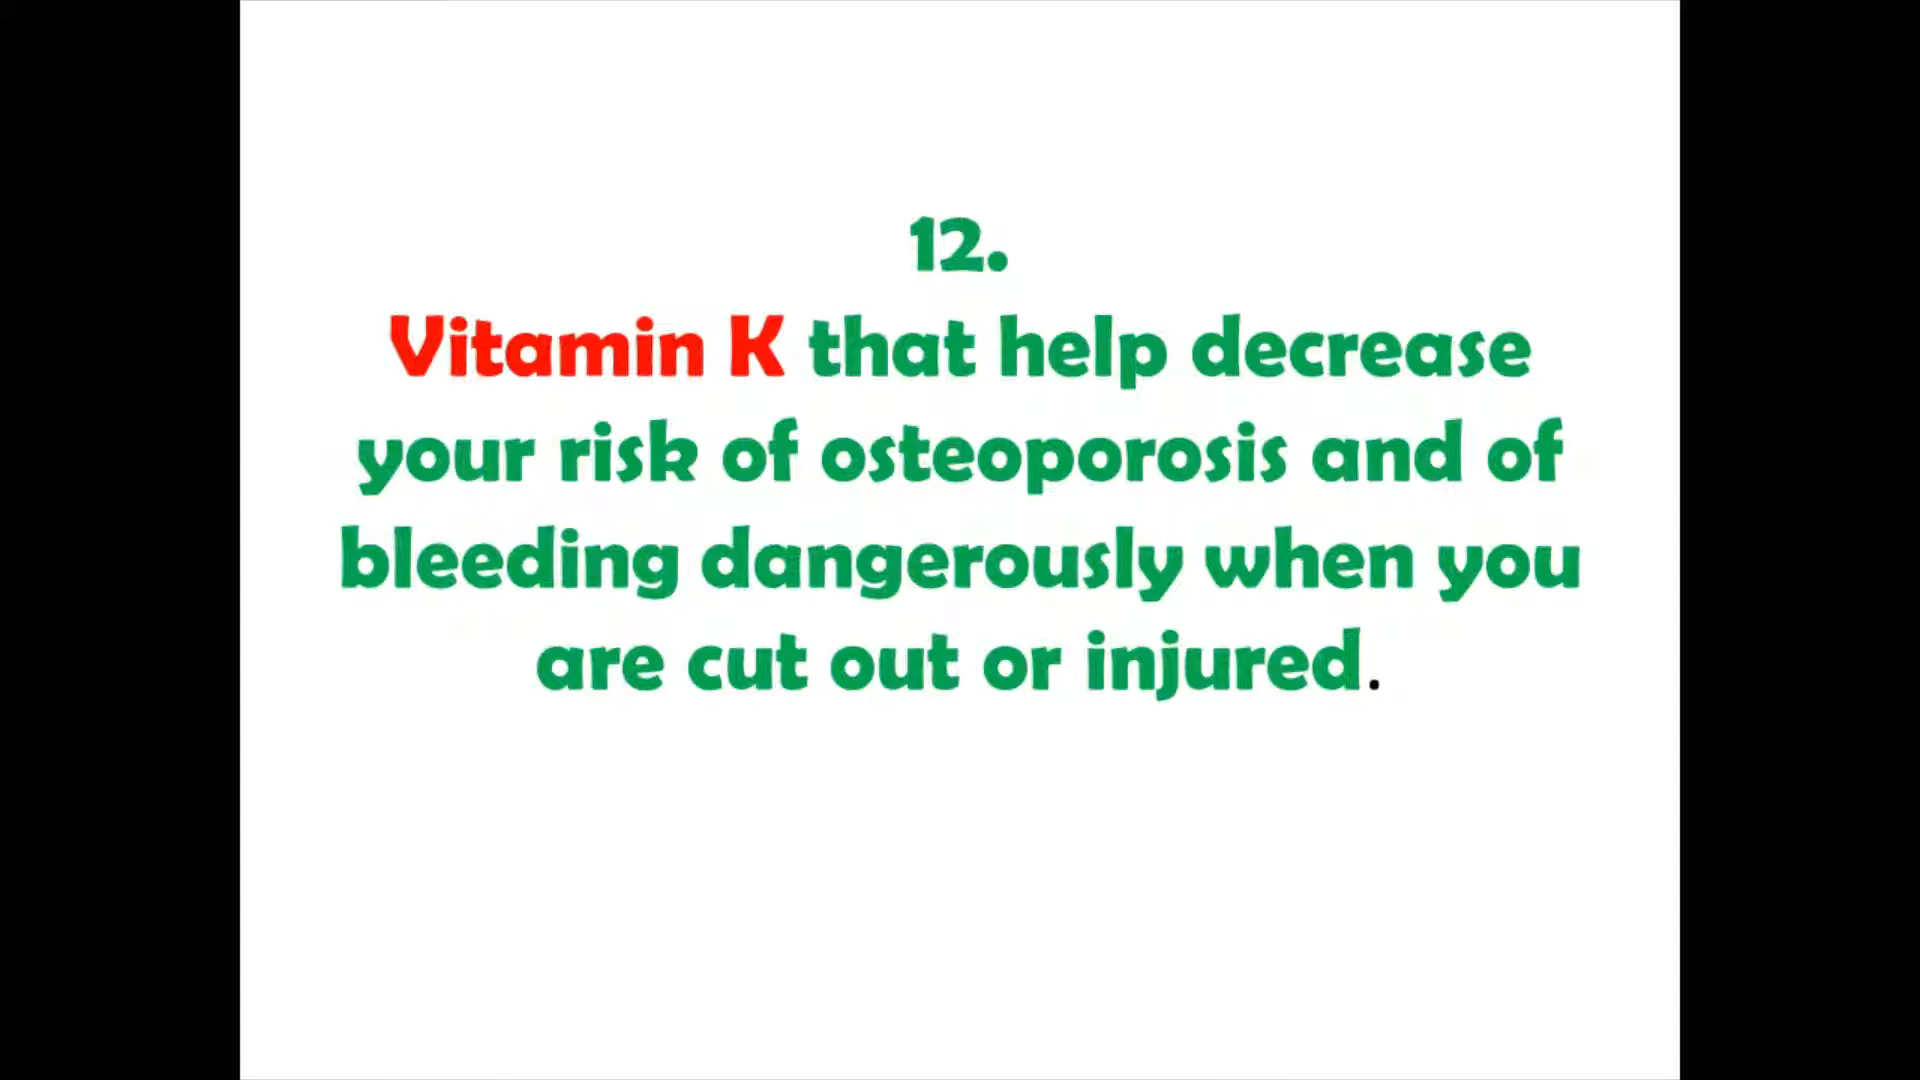 12.
Vitamin K that help decrease
your risk of osteoporosis and of
bleeding dangerously when you
are cut out or injured.